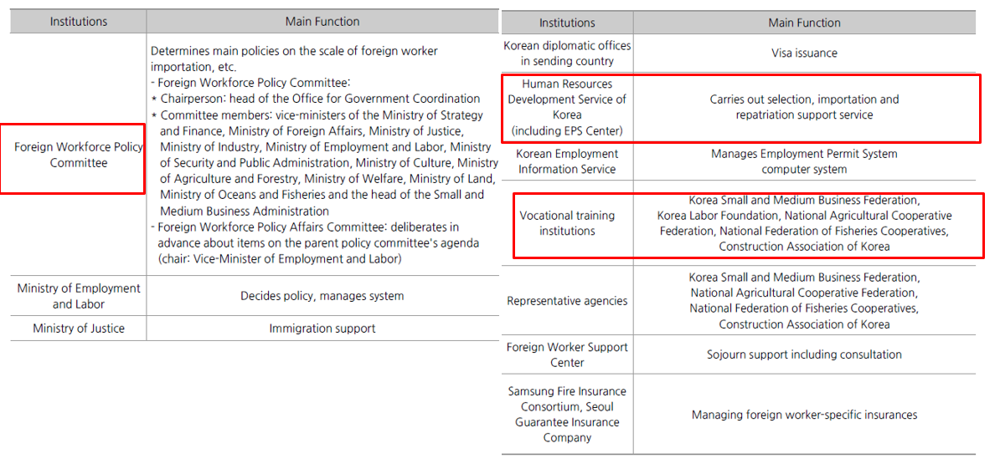 Institutions
Main Function
Foreign Workforce Policy
Committee
Determines main policies on the scale of foreign worker
importation, etc.
- Foreign Workforce Policy Committee:
* Chairperson: head of the Office for Government Coordination
* Committee members: vice-ministers of the Ministry of Strategy
and Finance, Ministry of Foreign Affairs, Ministry of Justice,
Ministry of Industry, Ministry of Employment and Labor, Ministry
of Security and Public Administration, Ministry of Culture, Ministry
of Agriculture and Forestry, Ministry of Welfare, Ministry of Land,
Ministry of Oceans and Fisheries and the head of the Small and
Medium Business Administration
- Foreign Workforce Policy Affairs Committee: deliberates in
advance about items on the parent policy committee's agenda
(chair: Vice-Minister of Employment and Labor)
Ministry of Employment
and Labor
Decides policy, manages system
Ministry of Justice
Immigration support
Institutions
Main Function
Korean diplomatic offices
in sending country
Visa issuance
Human Resources
Development Service of
Korea
(including EPS Center)
Carries out selection, importation and
repatriation support service
Korean Employment
Information Service
Manages Employment Permit System
computer system
Vocational training
institutions
Korea Small and Medium Business Federation,
Korea Labor Foundation, National Agricultural Cooperative
Federation, National Federation of Fisheries Cooperatives,
Construction Association of Korea
Representative agencies
Korea Small and Medium Business Federation,
National Agricultural Cooperative Federation,
National Federation of Fisheries Cooperatives,
Construction Association of Korea
Foreign Worker Support
Center
Sojourn support including consultation
Samsung Fire Insurance
Consortium, Seoul
Guarantee Insurance
Company
Managing foreign worker-specific insurances